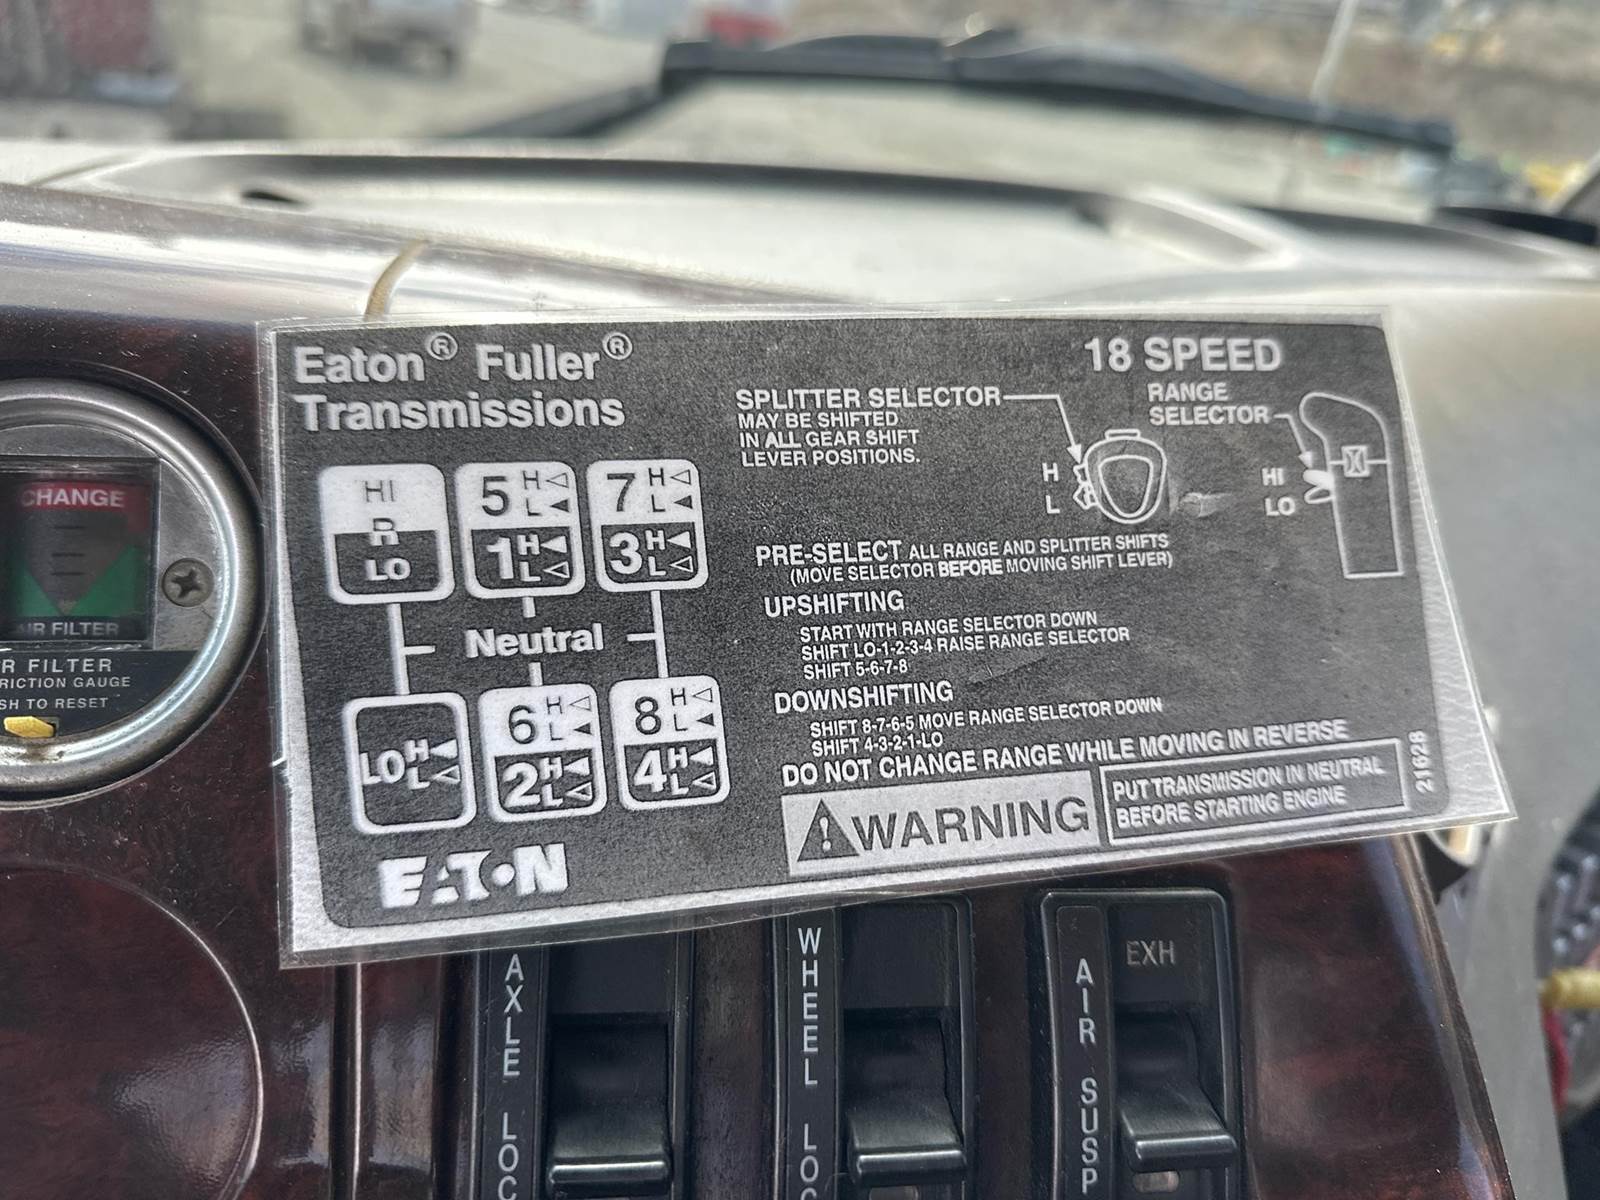 Eaton® Fuller®
Transmissions
18 SPEED
SPLITTER SELECTOR
MAY BE SHIFTED
IN ALL GEAR SHIFT
LEVER POSITIONS.
RANGE
SELECTOR
H
L
HI
LO
HI
R
LO
5 H L
1 H L
7 H L
3 H L
Neutral
LO H L
6 H L
2 H L
8 H L
4 H L
PRE-SELECT ALL RANGE AND SPLITTER SHIFTS
(MOVE SELECTOR BEFORE MOVING SHIFT LEVER)
UPSHIFTING
START WITH RANGE SELECTOR DOWN
SHIFT LO-1-2-3-4 RAISE RANGE SELECTOR
SHIFT 5-6-7-8
DOWNSHIFTING
SHIFT 8-7-6-5 MOVE RANGE SELECTOR DOWN
SHIFT 4-3-2-1-LO
DO NOT CHANGE RANGE WHILE MOVING IN REVERSE
WARNING
PUT TRANSMISSION IN NEUTRAL
BEFORE STARTING ENGINE
21628
EATON
CHANGE
AIR FILTER
R FILTER
RICTION GAUGE
SH TO RESET
AXLE LOC
WHEEL LOC
AIR SUSP
EXH